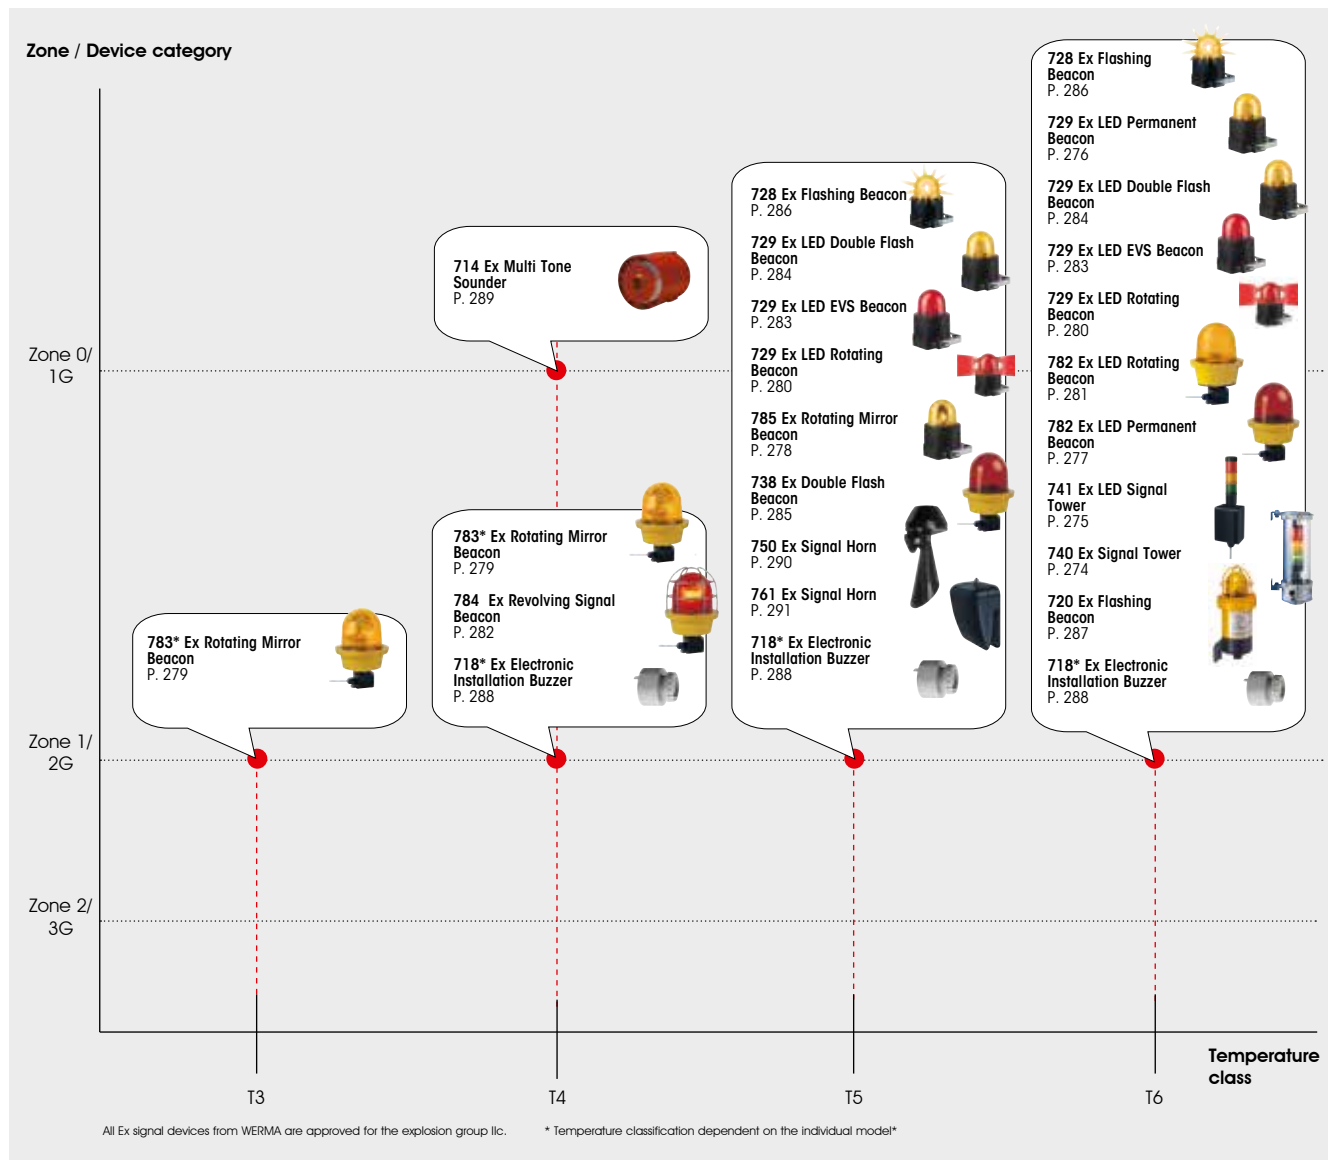 Zone / Device category
728 Ex Flashing
Beacon
P. 286
729 Ex LED Permanent
Beacon
P. 276
729 Ex LED Double Flash
Beacon
P. 284
729 Ex LED EVS Beacon
P. 283
729 Ex LED Rotating
Beacon
P. 280
782 Ex LED Rotating
Beacon
P. 281
782 Ex LED Permanent
Beacon
P. 277
741 Ex LED Signal
Tower
P. 275
740 Ex Signal Tower
P. 274
720 Ex Flashing
Beacon
P. 287
718* Ex Electronic
Installation Buzzer
P. 288
728 Ex Flashing Beacon
P. 286
729 Ex LED Double Flash
Beacon
P. 284
729 Ex LED EVS Beacon
P. 283
729 Ex LED Rotating
Beacon
P. 280
785 Ex Rotating Mirror
Beacon
P. 278
738 Ex Double Flash
Beacon
P. 285
750 Ex Signal Horn
P. 290
761 Ex Signal Horn
P. 291
718* Ex Electronic
Installation Buzzer
P. 288
714 Ex Multi Tone
Sounder
P. 289
Zone 0/
1G
783* Ex Rotating Mirror
Beacon
P. 279
784 Ex Revolving Signal
Beacon
P. 282
718* Ex Electronic
Installation Buzzer
P. 288
783* Ex Rotating Mirror
Beacon
P. 279
Zone 1/
2G
Zone 2/
3G
Temperature
class
T3
T4
T5
T6
All Ex signal devices from WERMA are approved for the explosion group IIc.
* Temperature classification dependent on the individual model*